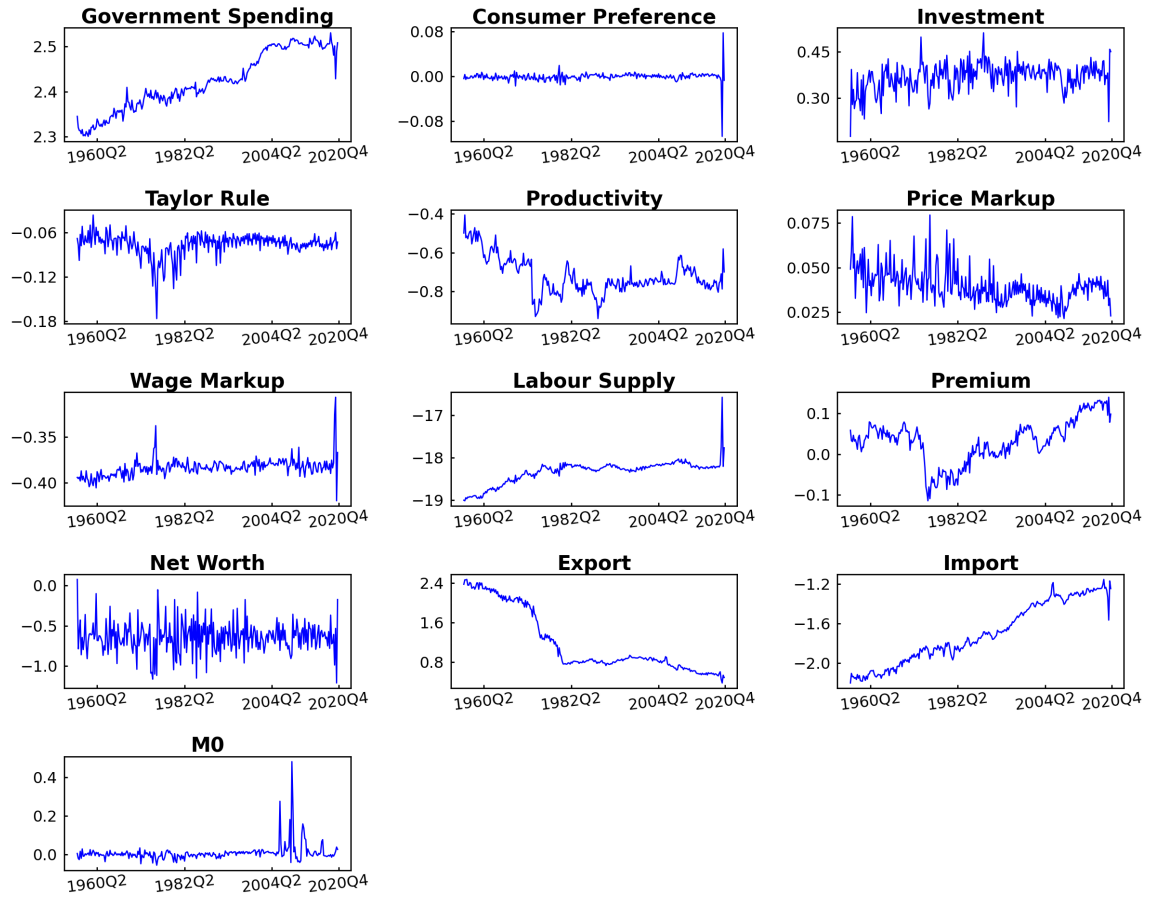 Government Spending
2.5
2.4
2.3
1960Q2 1982Q2 2004Q2 2020Q4
Consumer Preference
0.08
0.00
−0.08
1960Q2 1982Q2 2004Q2 2020Q4
Investment
0.45
0.30
1960Q2 1982Q2 2004Q2 2020Q4
Taylor Rule
−0.06
−0.12
−0.18
1960Q2 1982Q2 2004Q2 2020Q4
Productivity
−0.4
−0.6
−0.8
1960Q2 1982Q2 2004Q2 2020Q4
Price Markup
0.075
0.050
0.025
1960Q2 1982Q2 2004Q2 2020Q4
Wage Markup
−0.35
−0.40
1960Q2 1982Q2 2004Q2 2020Q4
Labour Supply
−17
−18
−19
1960Q2 1982Q2 2004Q2 2020Q4
Premium
0.1
0.0
−0.1
1960Q2 1982Q2 2004Q2 2020Q4
Net Worth
0.0
−0.5
−1.0
1960Q2 1982Q2 2004Q2 2020Q4
Export
2.4
1.6
0.8
1960Q2 1982Q2 2004Q2 2020Q4
Import
−1.2
−1.6
−2.0
1960Q2 1982Q2 2004Q2 2020Q4
M0
0.4
0.2
0.0
1960Q2 1982Q2 2004Q2 2020Q4